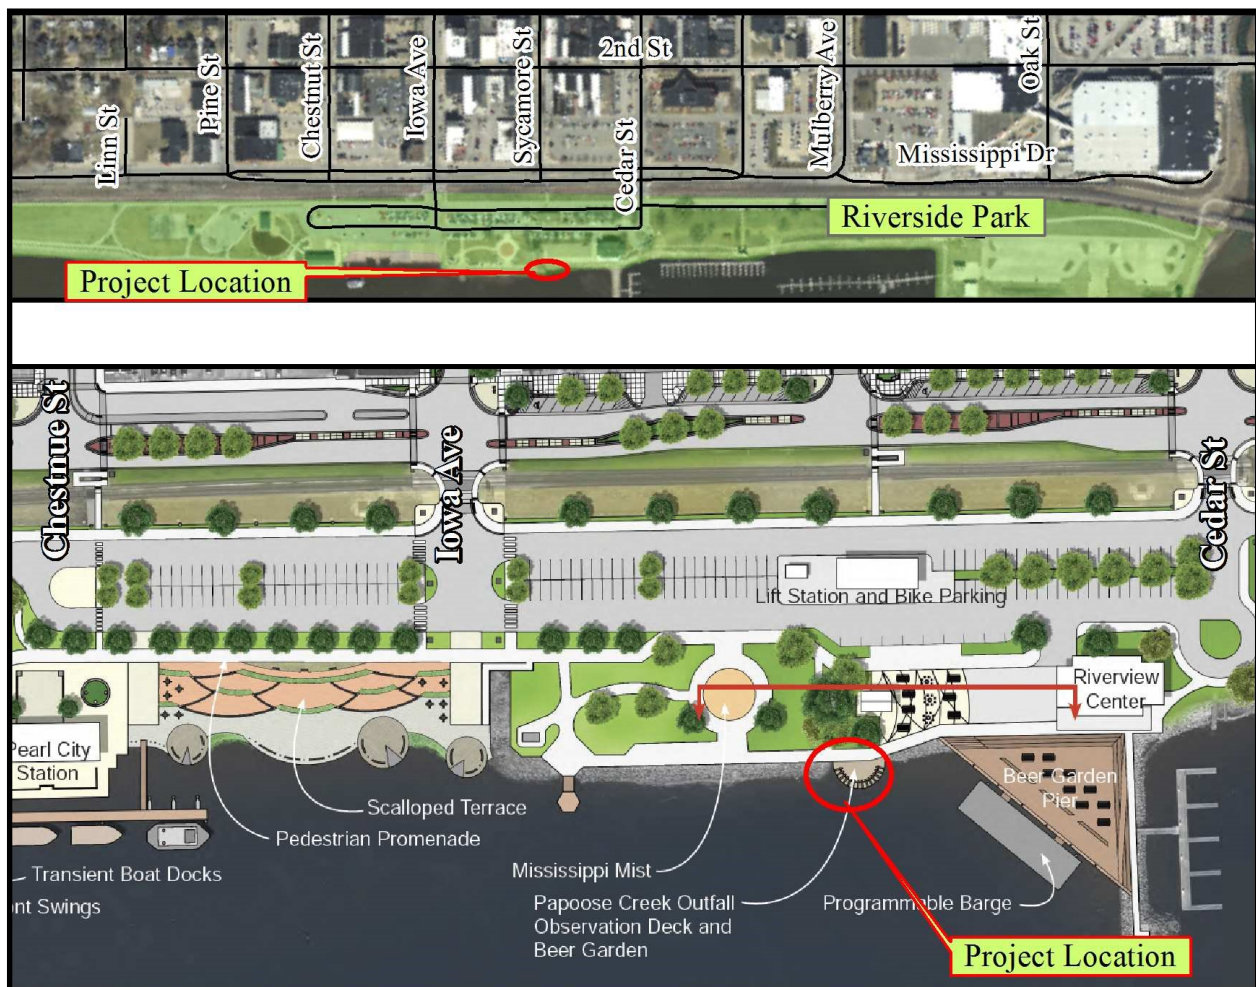 2nd St
Linn St
Pine St
Chestnut St
Iowa Ave
Sycamore St
Cedar St
Mulberry Ave
Oak St
Mississippi Dr
Riverside Park
Project Location
Chestnue St
Iowa Ave
Cedar St
Lift Station and Bike Parking
Riverview
Center
Pearl City
Station
Beer Garden
Pier
Scalloped Terrace
Pedestrian Promenade
Transient Boat Docks
nt Swings
Mississippi Mist
Papoose Creek Outfall
Observation Deck and
Beer Garden
Programmable Barge
Project Location